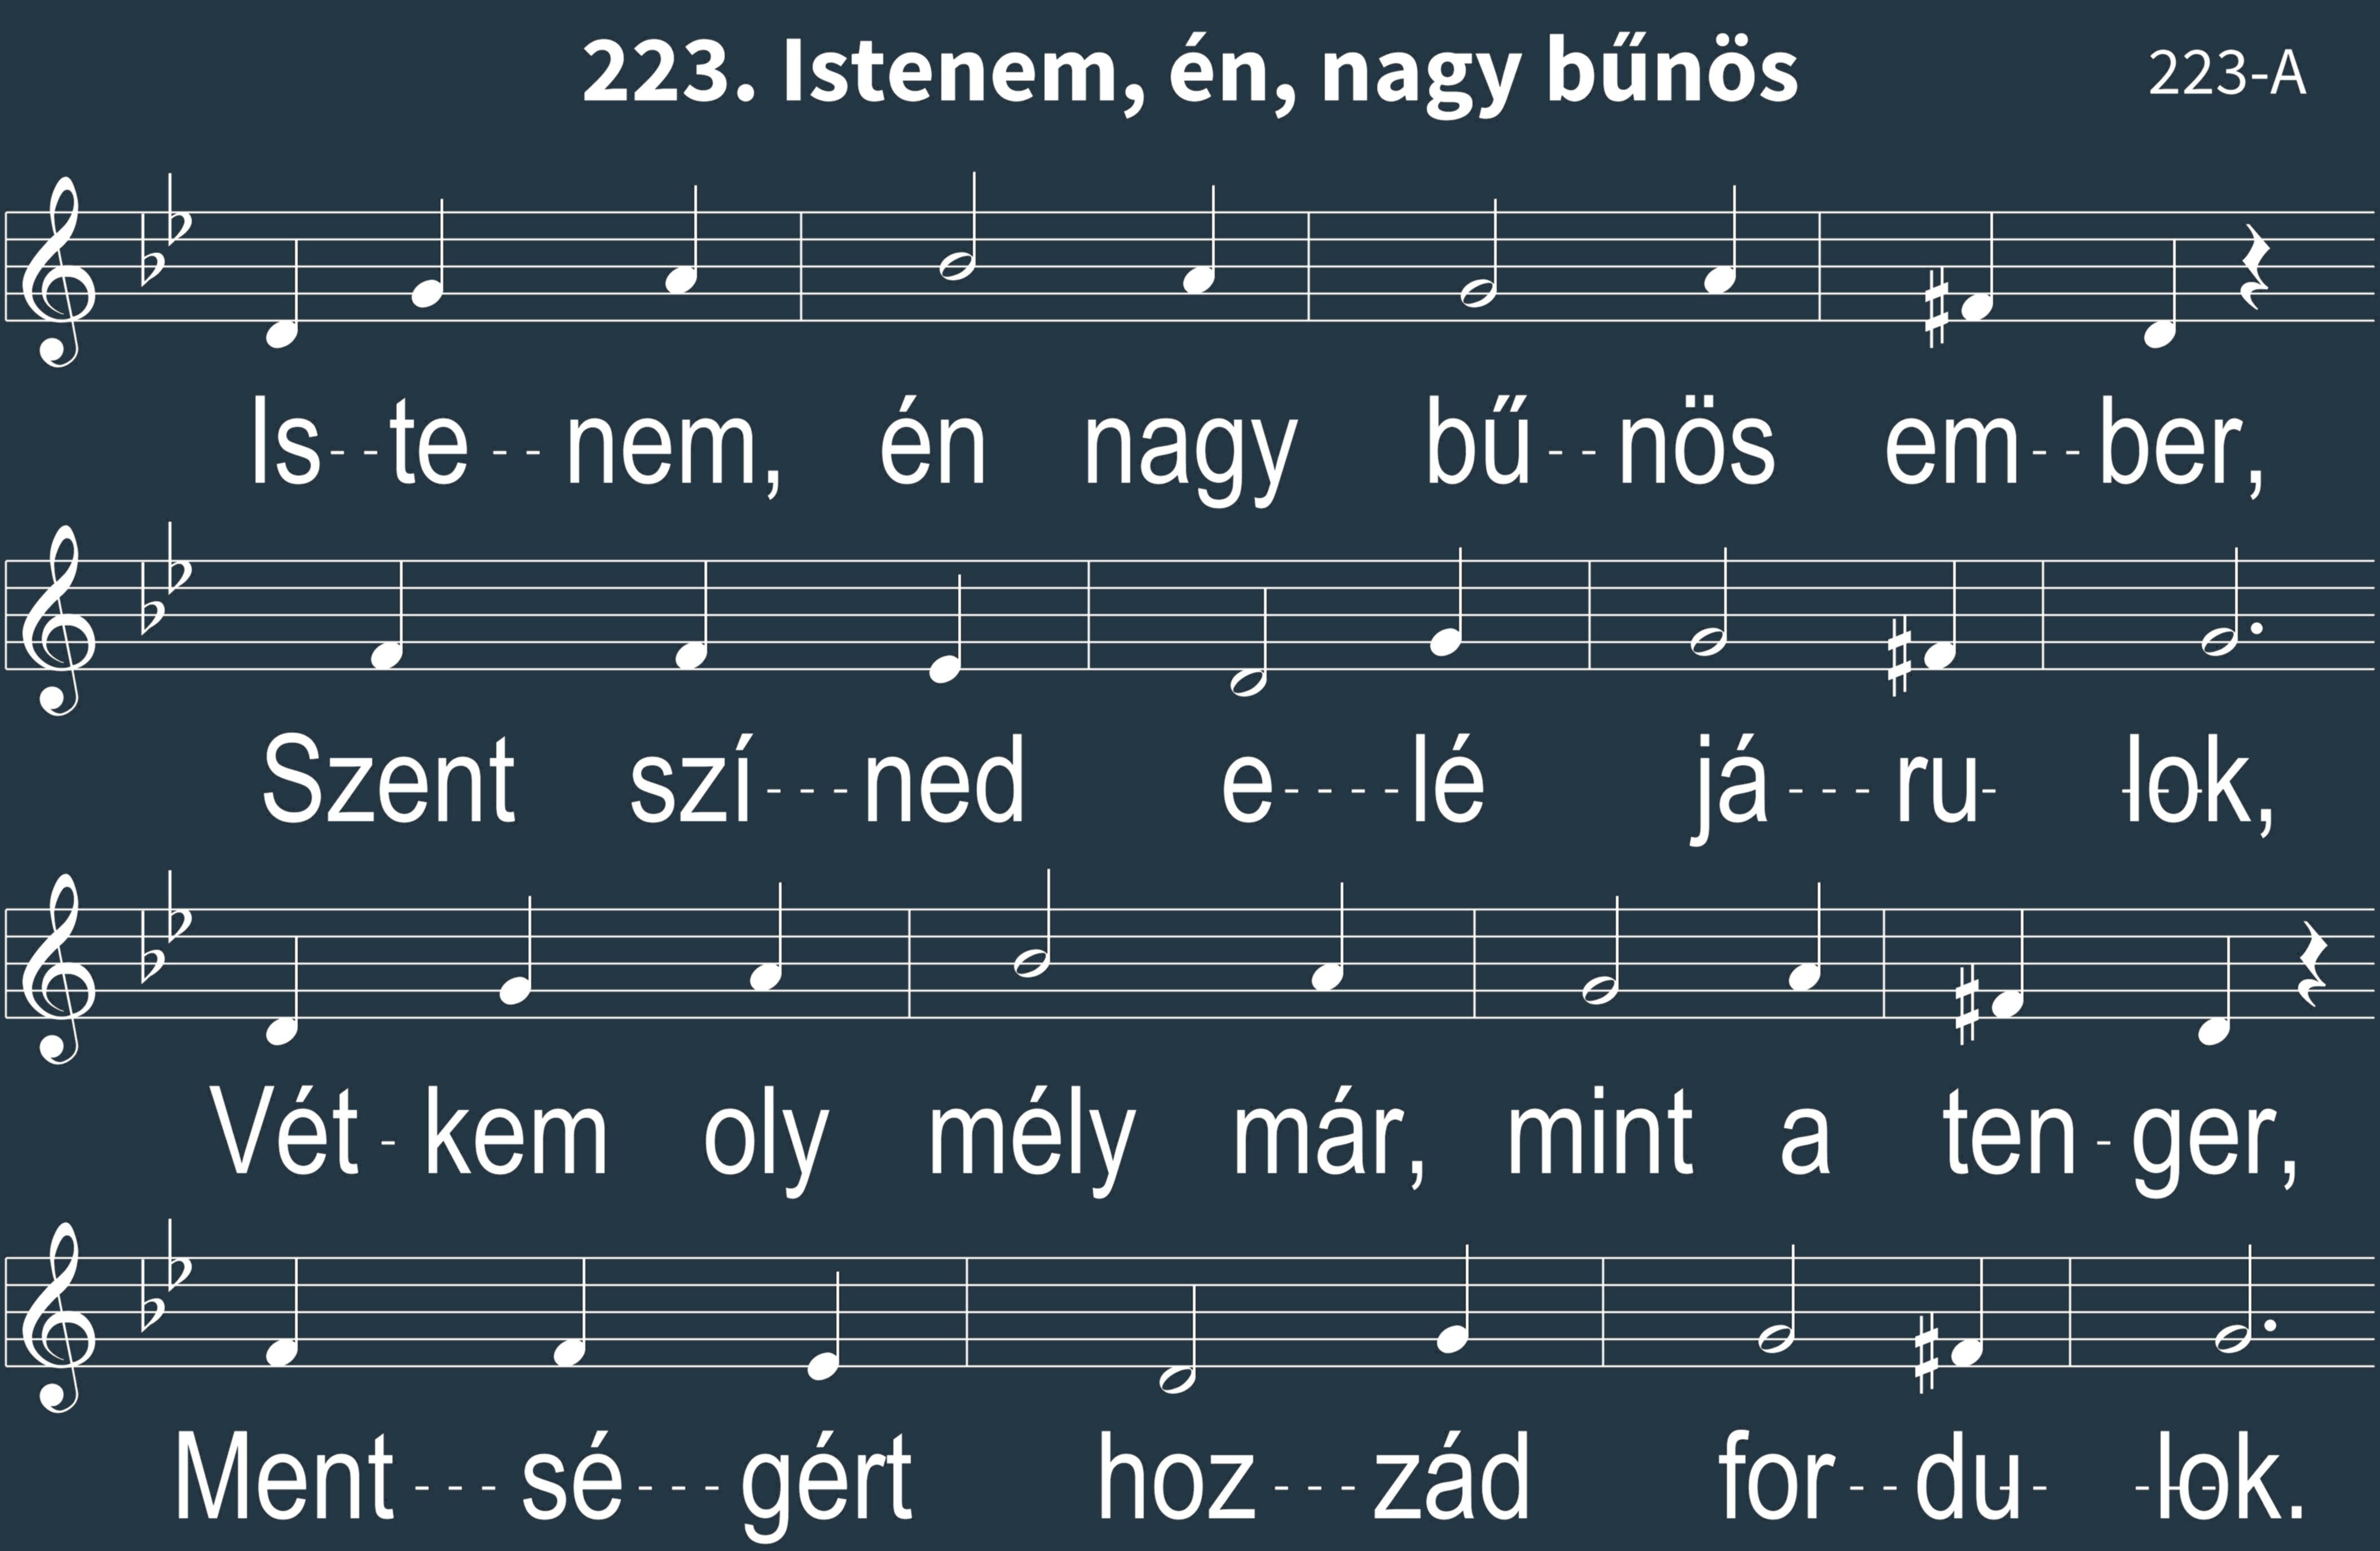 223. Istenem, én, nagy bűnös 223-A
Is--te--nem, én nagy bű--nös em--ber,
Szent szí---ned e----lé já---ru- -lok,
Vét-kem oly mély már, mint a ten-ger,
Ment---sé---gért hoz---zád for--du- -lok.